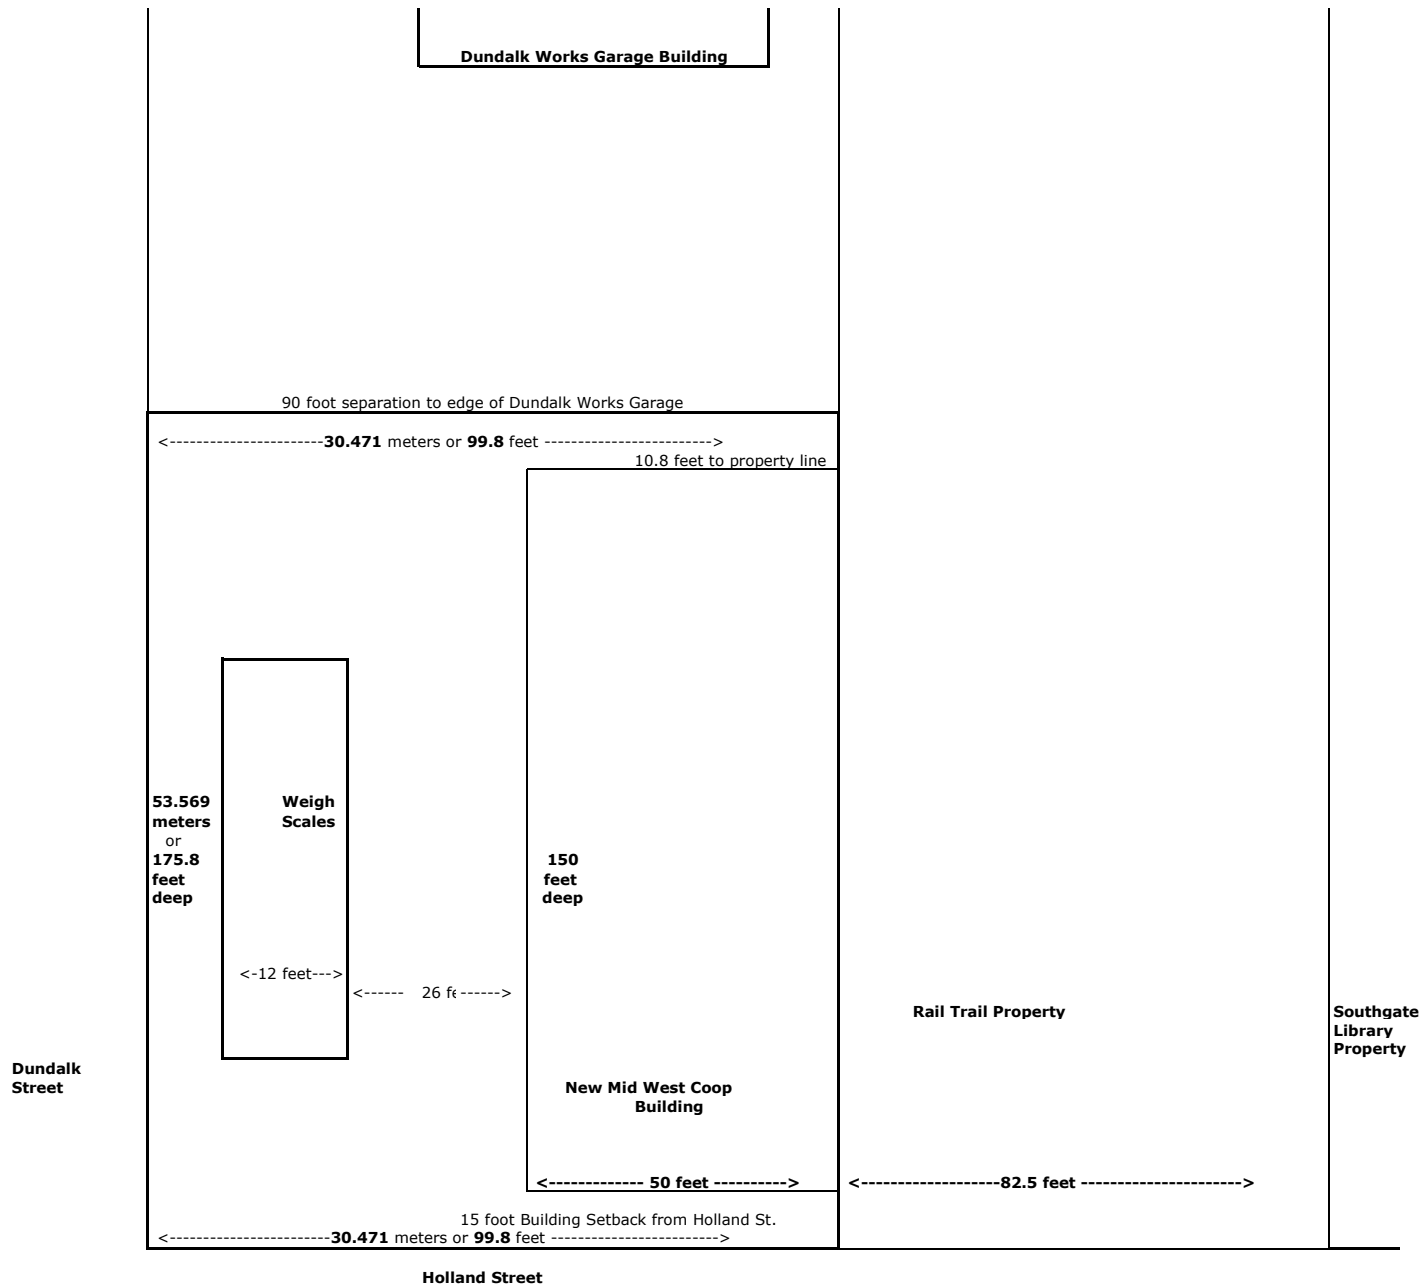 Dundalk Works Garage Building
90 foot separation to edge of Dundalk Works Garage
<-----------------------30.471 meters or 99.8 feet ------------------------->
10.8 feet to property line
53.569
meters
or
175.8
feet
deep
Weigh
Scales
150
feet
deep
<-12 feet--->
<------ 26 fe ------>
Rail Trail Property
Southgate
Library
Property
Dundalk
Street
New Mid West Coop
Building
<------------- 50 feet ---------->
<-------------------82.5 feet ---------------------->
15 foot Building Setback from Holland St.
<------------------------30.471 meters or 99.8 feet ------------------------->
Holland Street